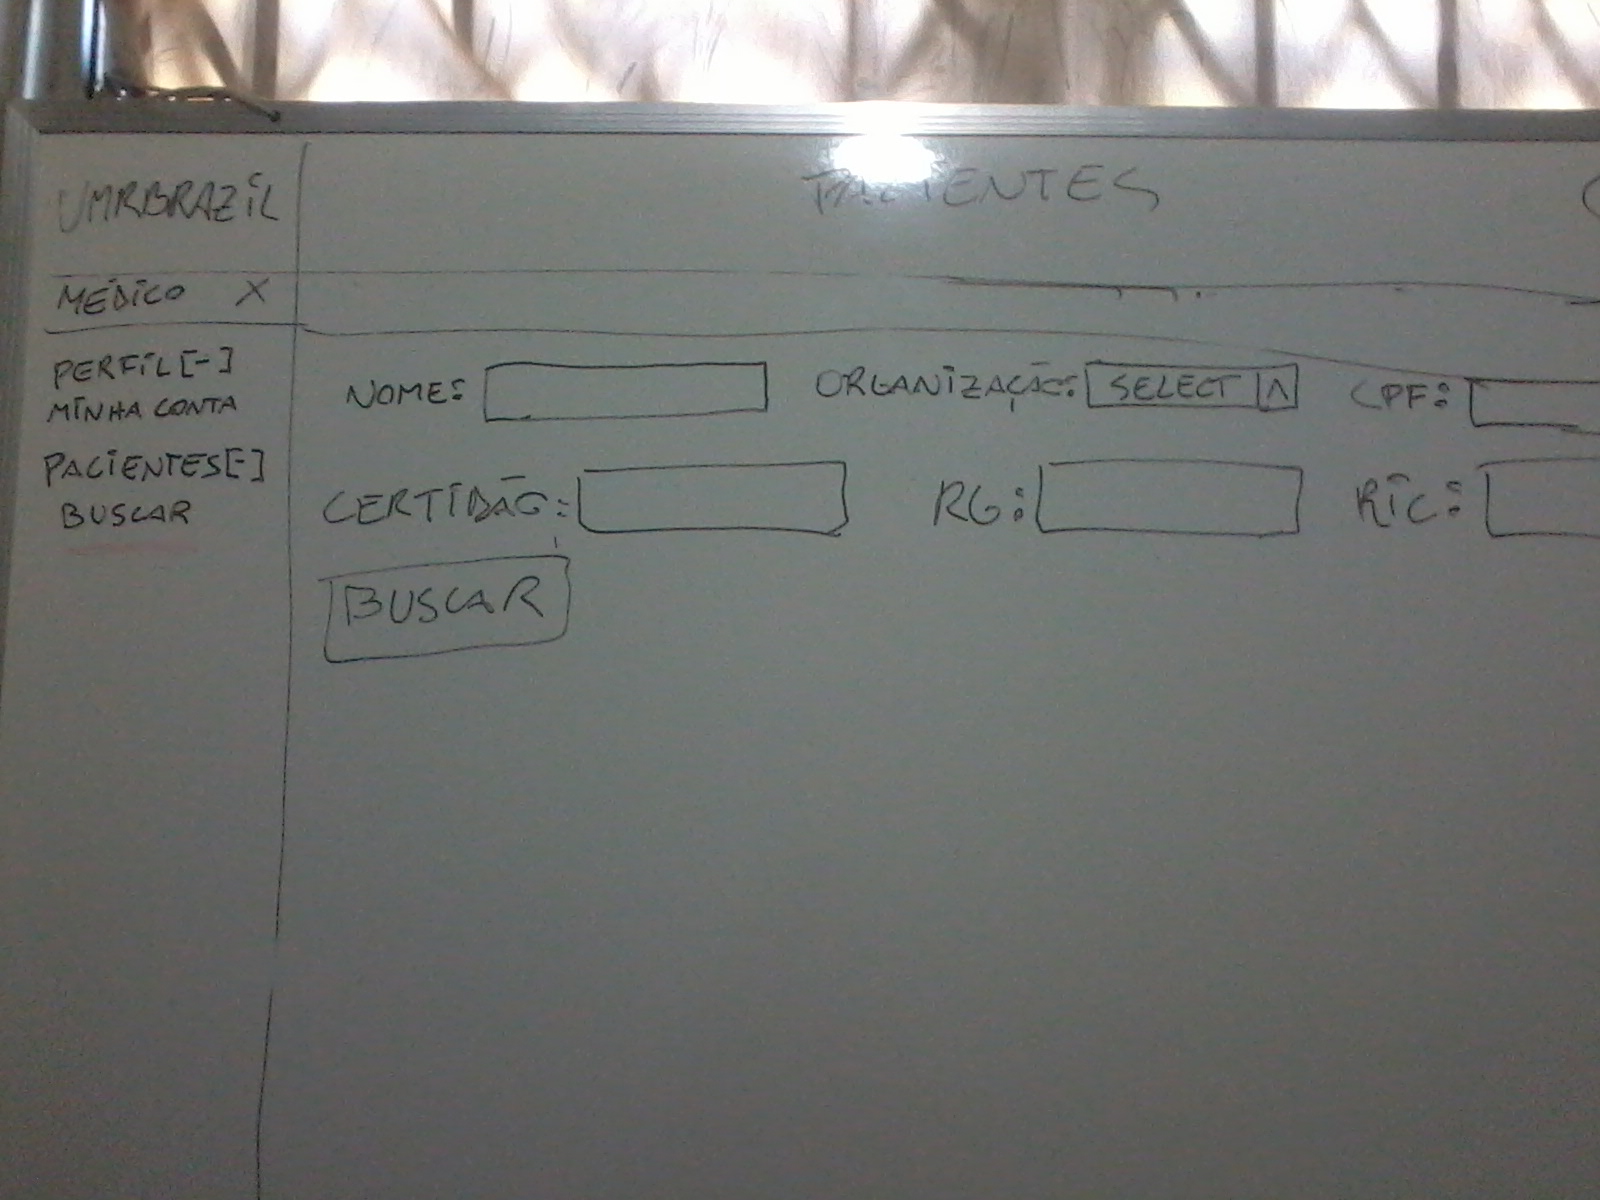 UMRBRAZIL
PACIENTES
MÉDICO X
PERFIL[-]
MINHA CONTA
PACIENTES[-]
BUSCAR
NOME:
ORGANIZAÇÃO: SELECT
CPF:
CERTIDÃO:
RG:
RIC:
BUSCAR